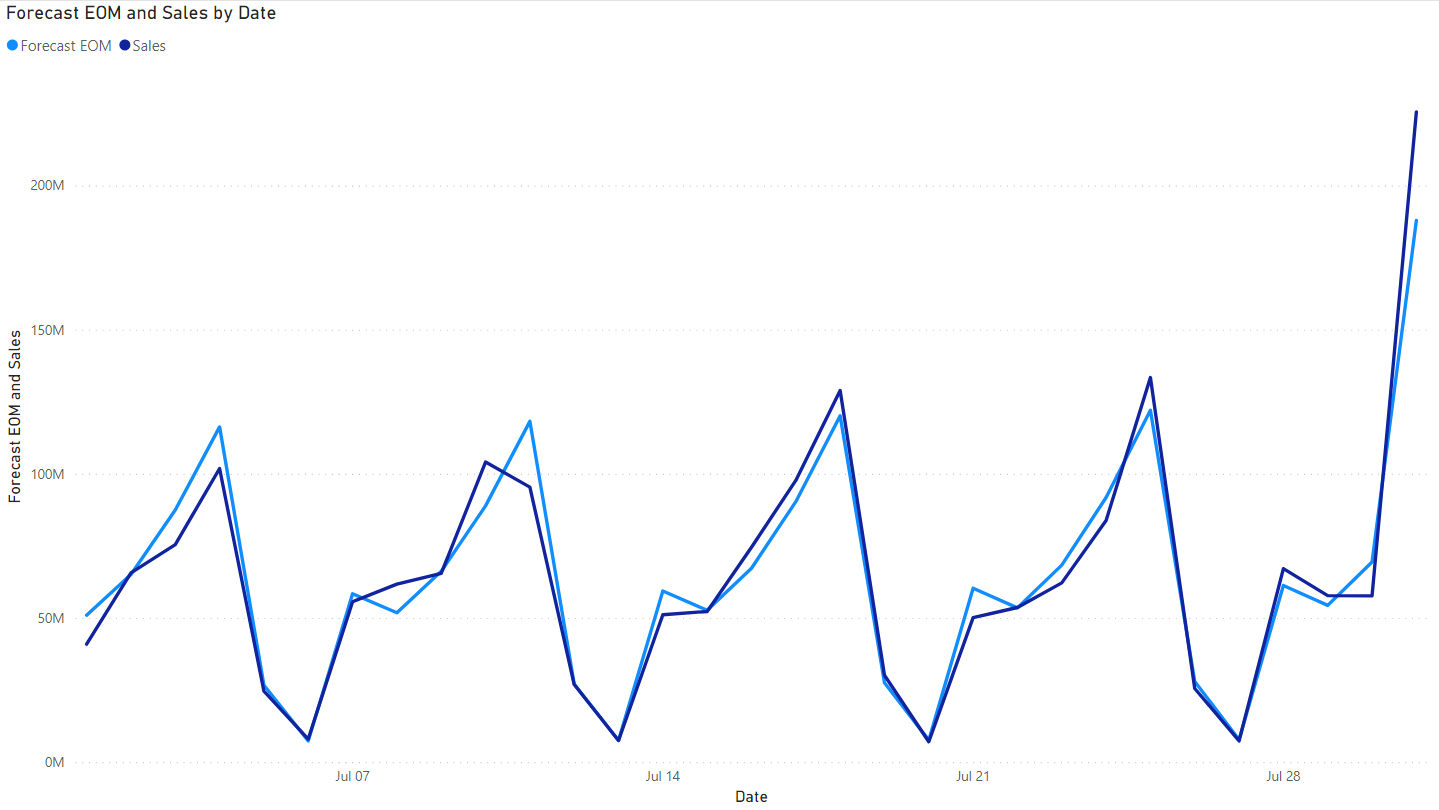 Forecast EOM and Sales by Date
Forecast EOM Sales
200M
150M
100M
50M
0M
Forecast EOM and Sales
Jul 07 Jul 14 Jul 21 Jul 28
Date